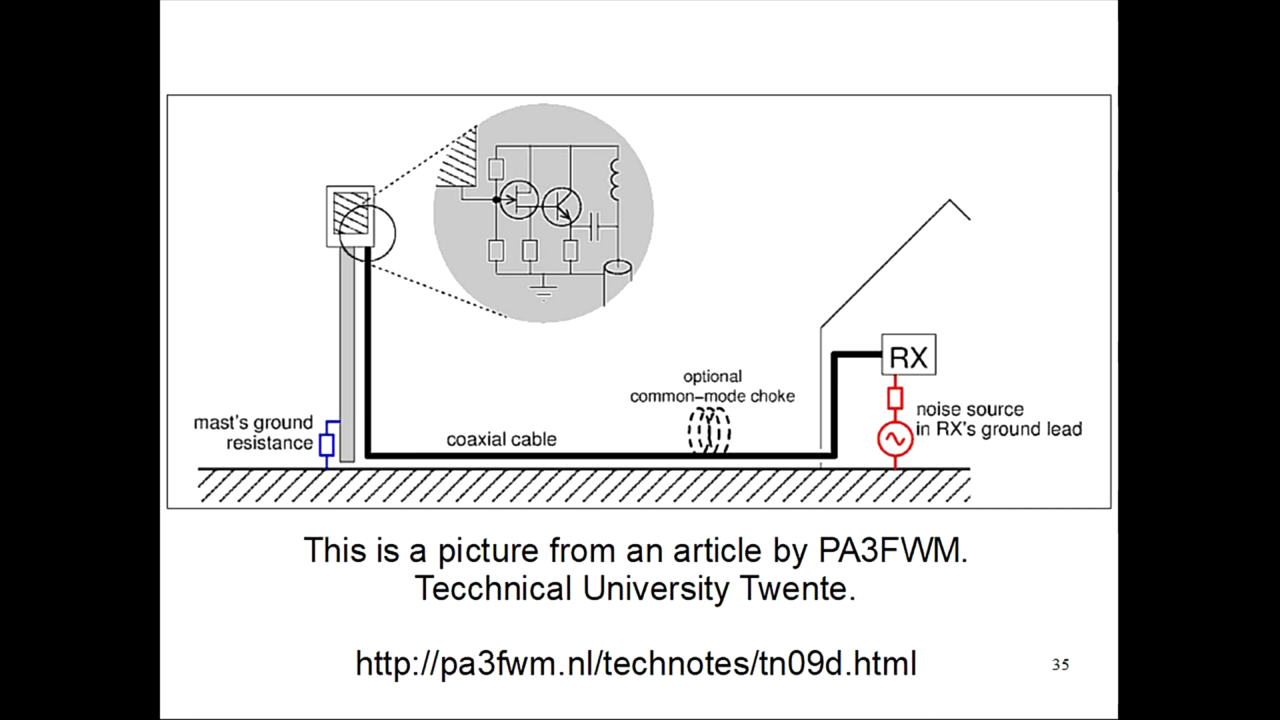 optional
common-mode choke
RX
noise source
in RX's ground lead
mast's ground
resistance
coaxial cable
This is a picture from an article by PA3FWM.
Tecchnical University Twente.
http://pa3fwm.nl/technotes/tn09d.html
35